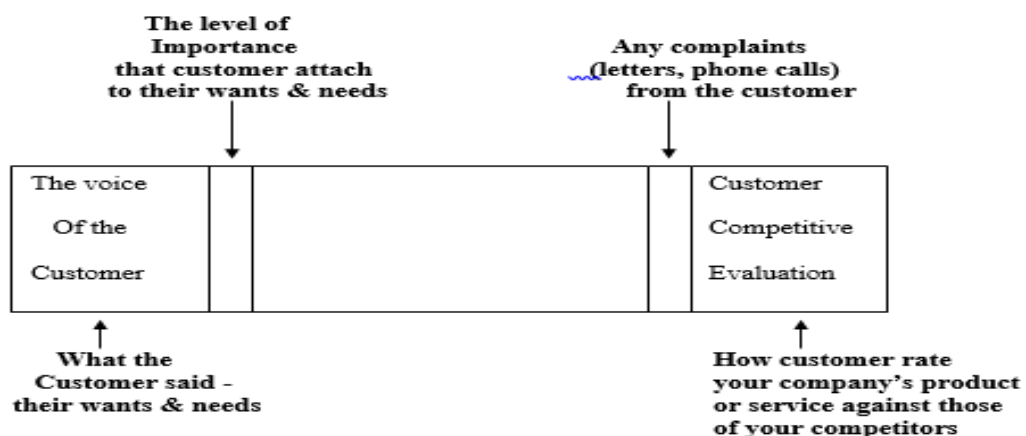 The level of
Importance
that customer attach
to their wants & needs
Any complaints
(letters, phone calls)
from the customer
The voice
Of the
Customer
Customer
Competitive
Evaluation
What the
Customer said -
their wants & needs
How customer rate
your company's product
or service against those
of your competitors